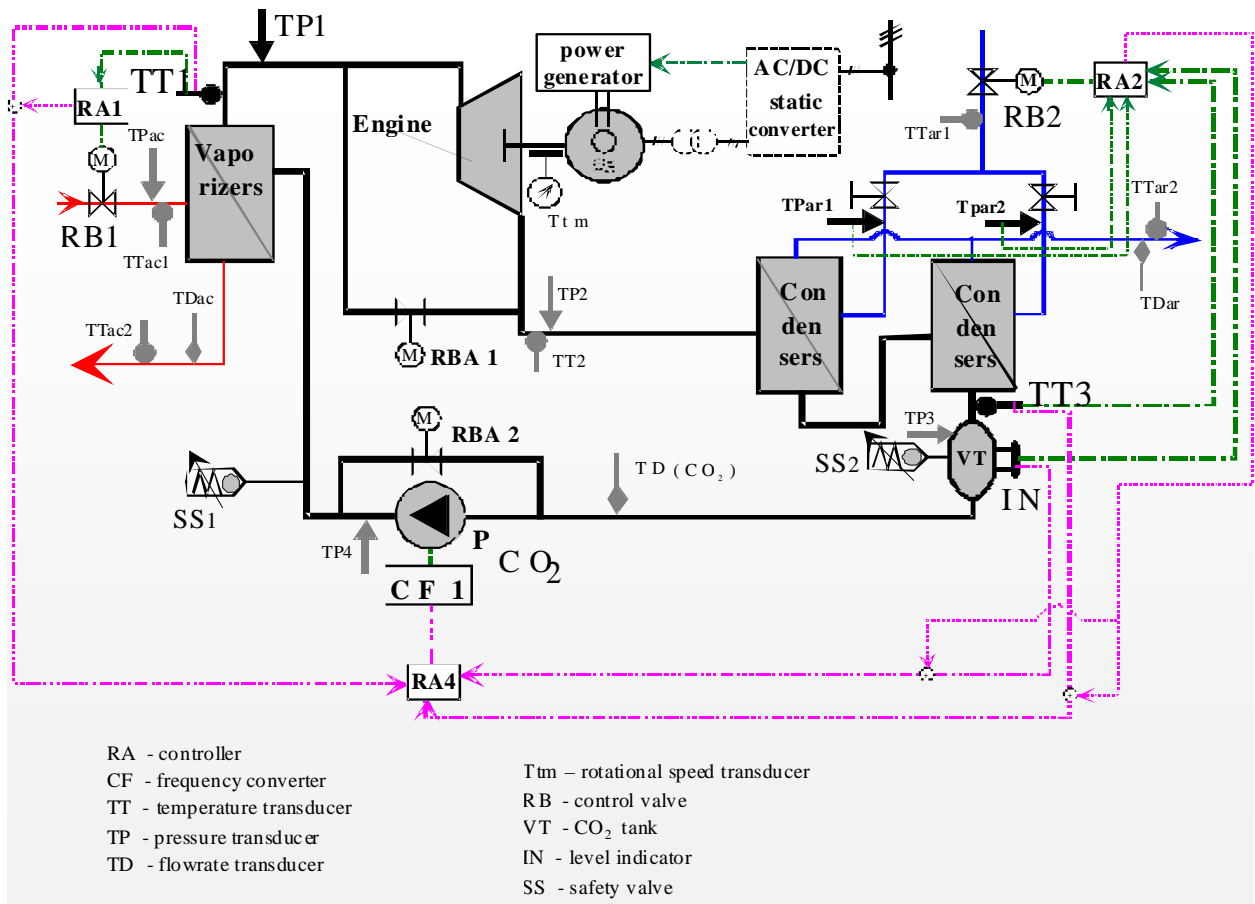 TP1
power
generator
AC/DC
static
converter
TT1
RA1
M
TPac
Vapo
rizers
Engine
RB1
TTac1
TTac2
TDac
Ttm
M
RBA 1
TP2
TT2
M
RB2
RA2
TTar1
TPar1
Tpar2
TTar2
TDar
Con
den
sers
Con
den
sers
TT3
TP3
VT
SS2
IN
M
RBA 2
TD (CO2)
SS1
TP4
P
CO2
CF 1
RA4
RA - controller
CF - frequency converter
TT - temperature transducer
TP - pressure transducer
TD - flowrate transducer
Ttm – rotational speed transducer
RB - control valve
VT - CO2 tank
IN - level indicator
SS - safety valve